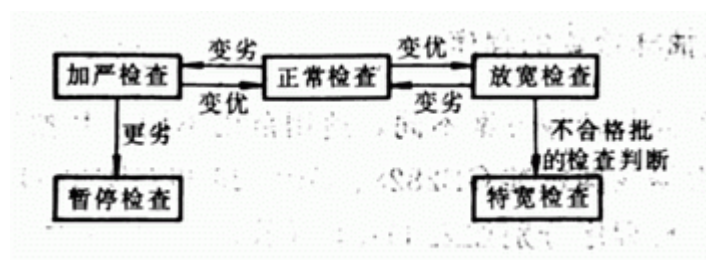 变劣
变优
加严检查
正常检查
放宽检查
变优
变劣
更劣
不合格批
的检查判断
暂停检查
特宽检查